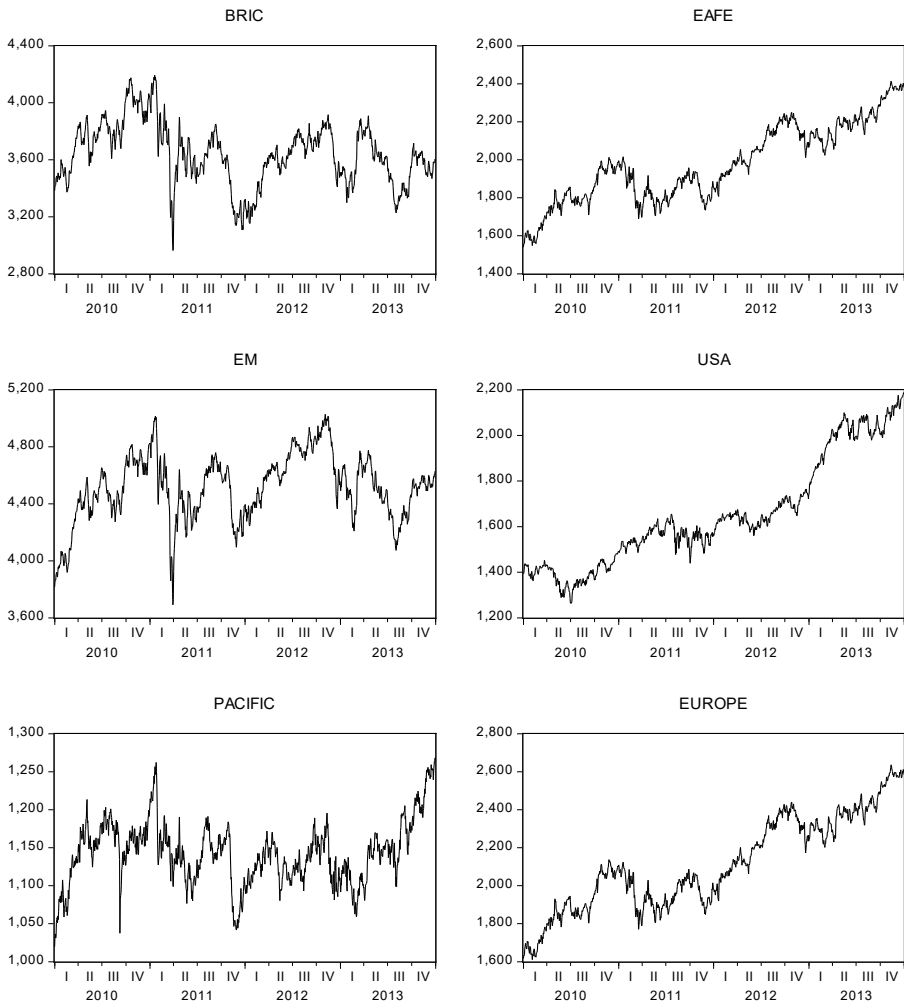 BRIC
4,400
4,000
3,600
3,200
2,800
I II III IV I II III IV I II III IV I II III IV
2010 2011 2012 2013
EAFE
2,600
2,400
2,200
2,000
1,800
1,600
1,400
I II III IV I II III IV I II III IV I II III IV
2010 2011 2012 2013
EM
5,200
4,800
4,400
4,000
3,600
I II III IV I II III IV I II III IV I II III IV
2010 2011 2012 2013
USA
2,200
2,000
1,800
1,600
1,400
1,200
I II III IV I II III IV I II III IV I II III IV
2010 2011 2012 2013
PACIFIC
1,300
1,250
1,200
1,150
1,100
1,050
1,000
I II III IV I II III IV I II III IV I II III IV
2010 2011 2012 2013
EUROPE
2,800
2,600
2,400
2,200
2,000
1,800
1,600
I II III IV I II III IV I II III IV I II III IV
2010 2011 2012 2013